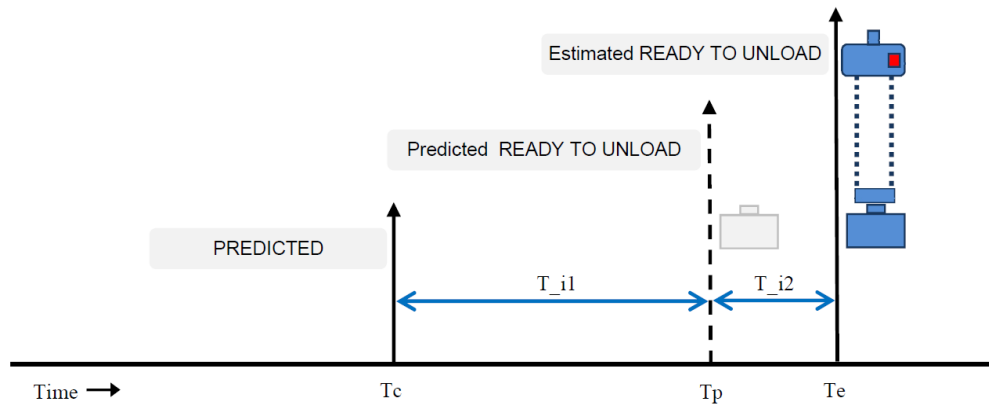 Estimated READY TO UNLOAD
Predicted READY TO UNLOAD
PREDICTED
T_i1
T_i2
Time
Tc
Tp
Te